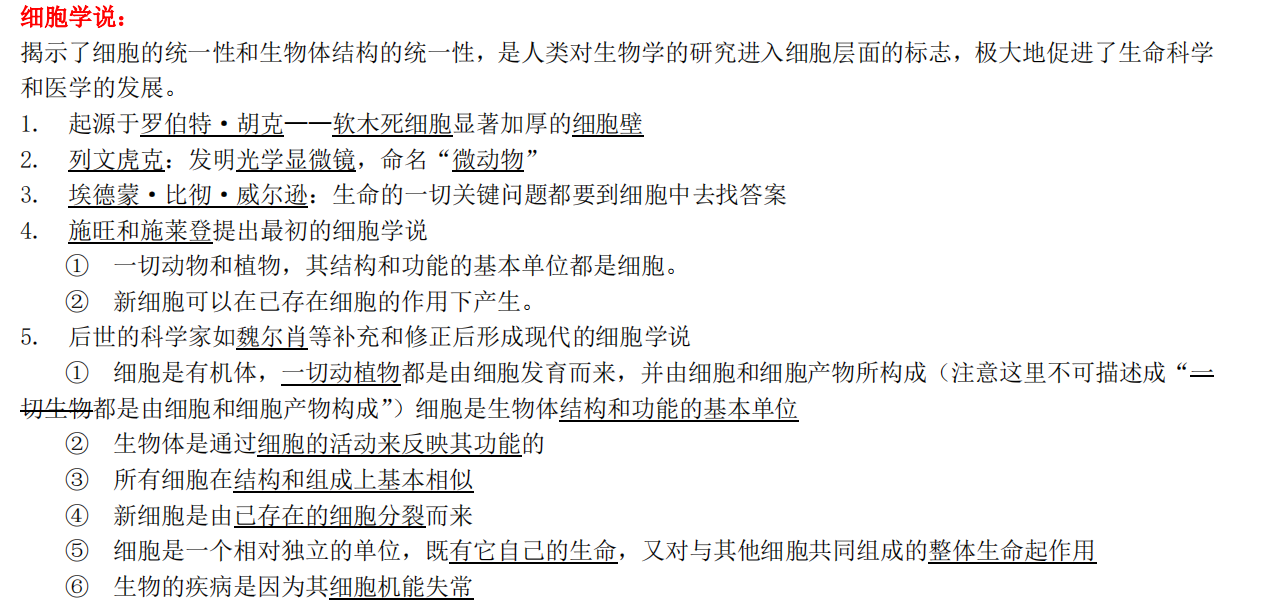 细胞学说：
揭示了细胞的统一性和生物体结构的统一性，是人类对生物学的研究进入细胞层面的标志，极大地促进了生命科学
和医学的发展。
1. 起源于罗伯特·胡克——软木死细胞显著加厚的细胞壁
2. 列文虎克：发明光学显微镜，命名“微动物”
3. 埃德蒙·比彻·威尔逊：生命的一切关键问题都要到细胞中去找答案
4. 施旺和施莱登提出最初的细胞学说
① 一切动物和植物，其结构和功能的基本单位都是细胞。
② 新细胞可以在已存在细胞的作用下产生。
5. 后世的科学家如魏尔肖等补充和修正后形成现代的细胞学说
① 细胞是有机体，一切动植物都是由细胞发育而来，并由细胞和细胞产物所构成（注意这里不可描述成“一
切生物都是由细胞和细胞产物构成”）细胞是生物体结构和功能的基本单位
② 生物体是通过细胞的活动来反映其功能的
③ 所有细胞在结构和组成上基本相似
④ 新细胞是由已存在的细胞分裂而来
⑤ 细胞是一个相对独立的单位，既有它自己的生命，又对与其他细胞共同组成的整体生命起作用
⑥ 生物的疾病是因为其细胞机能失常